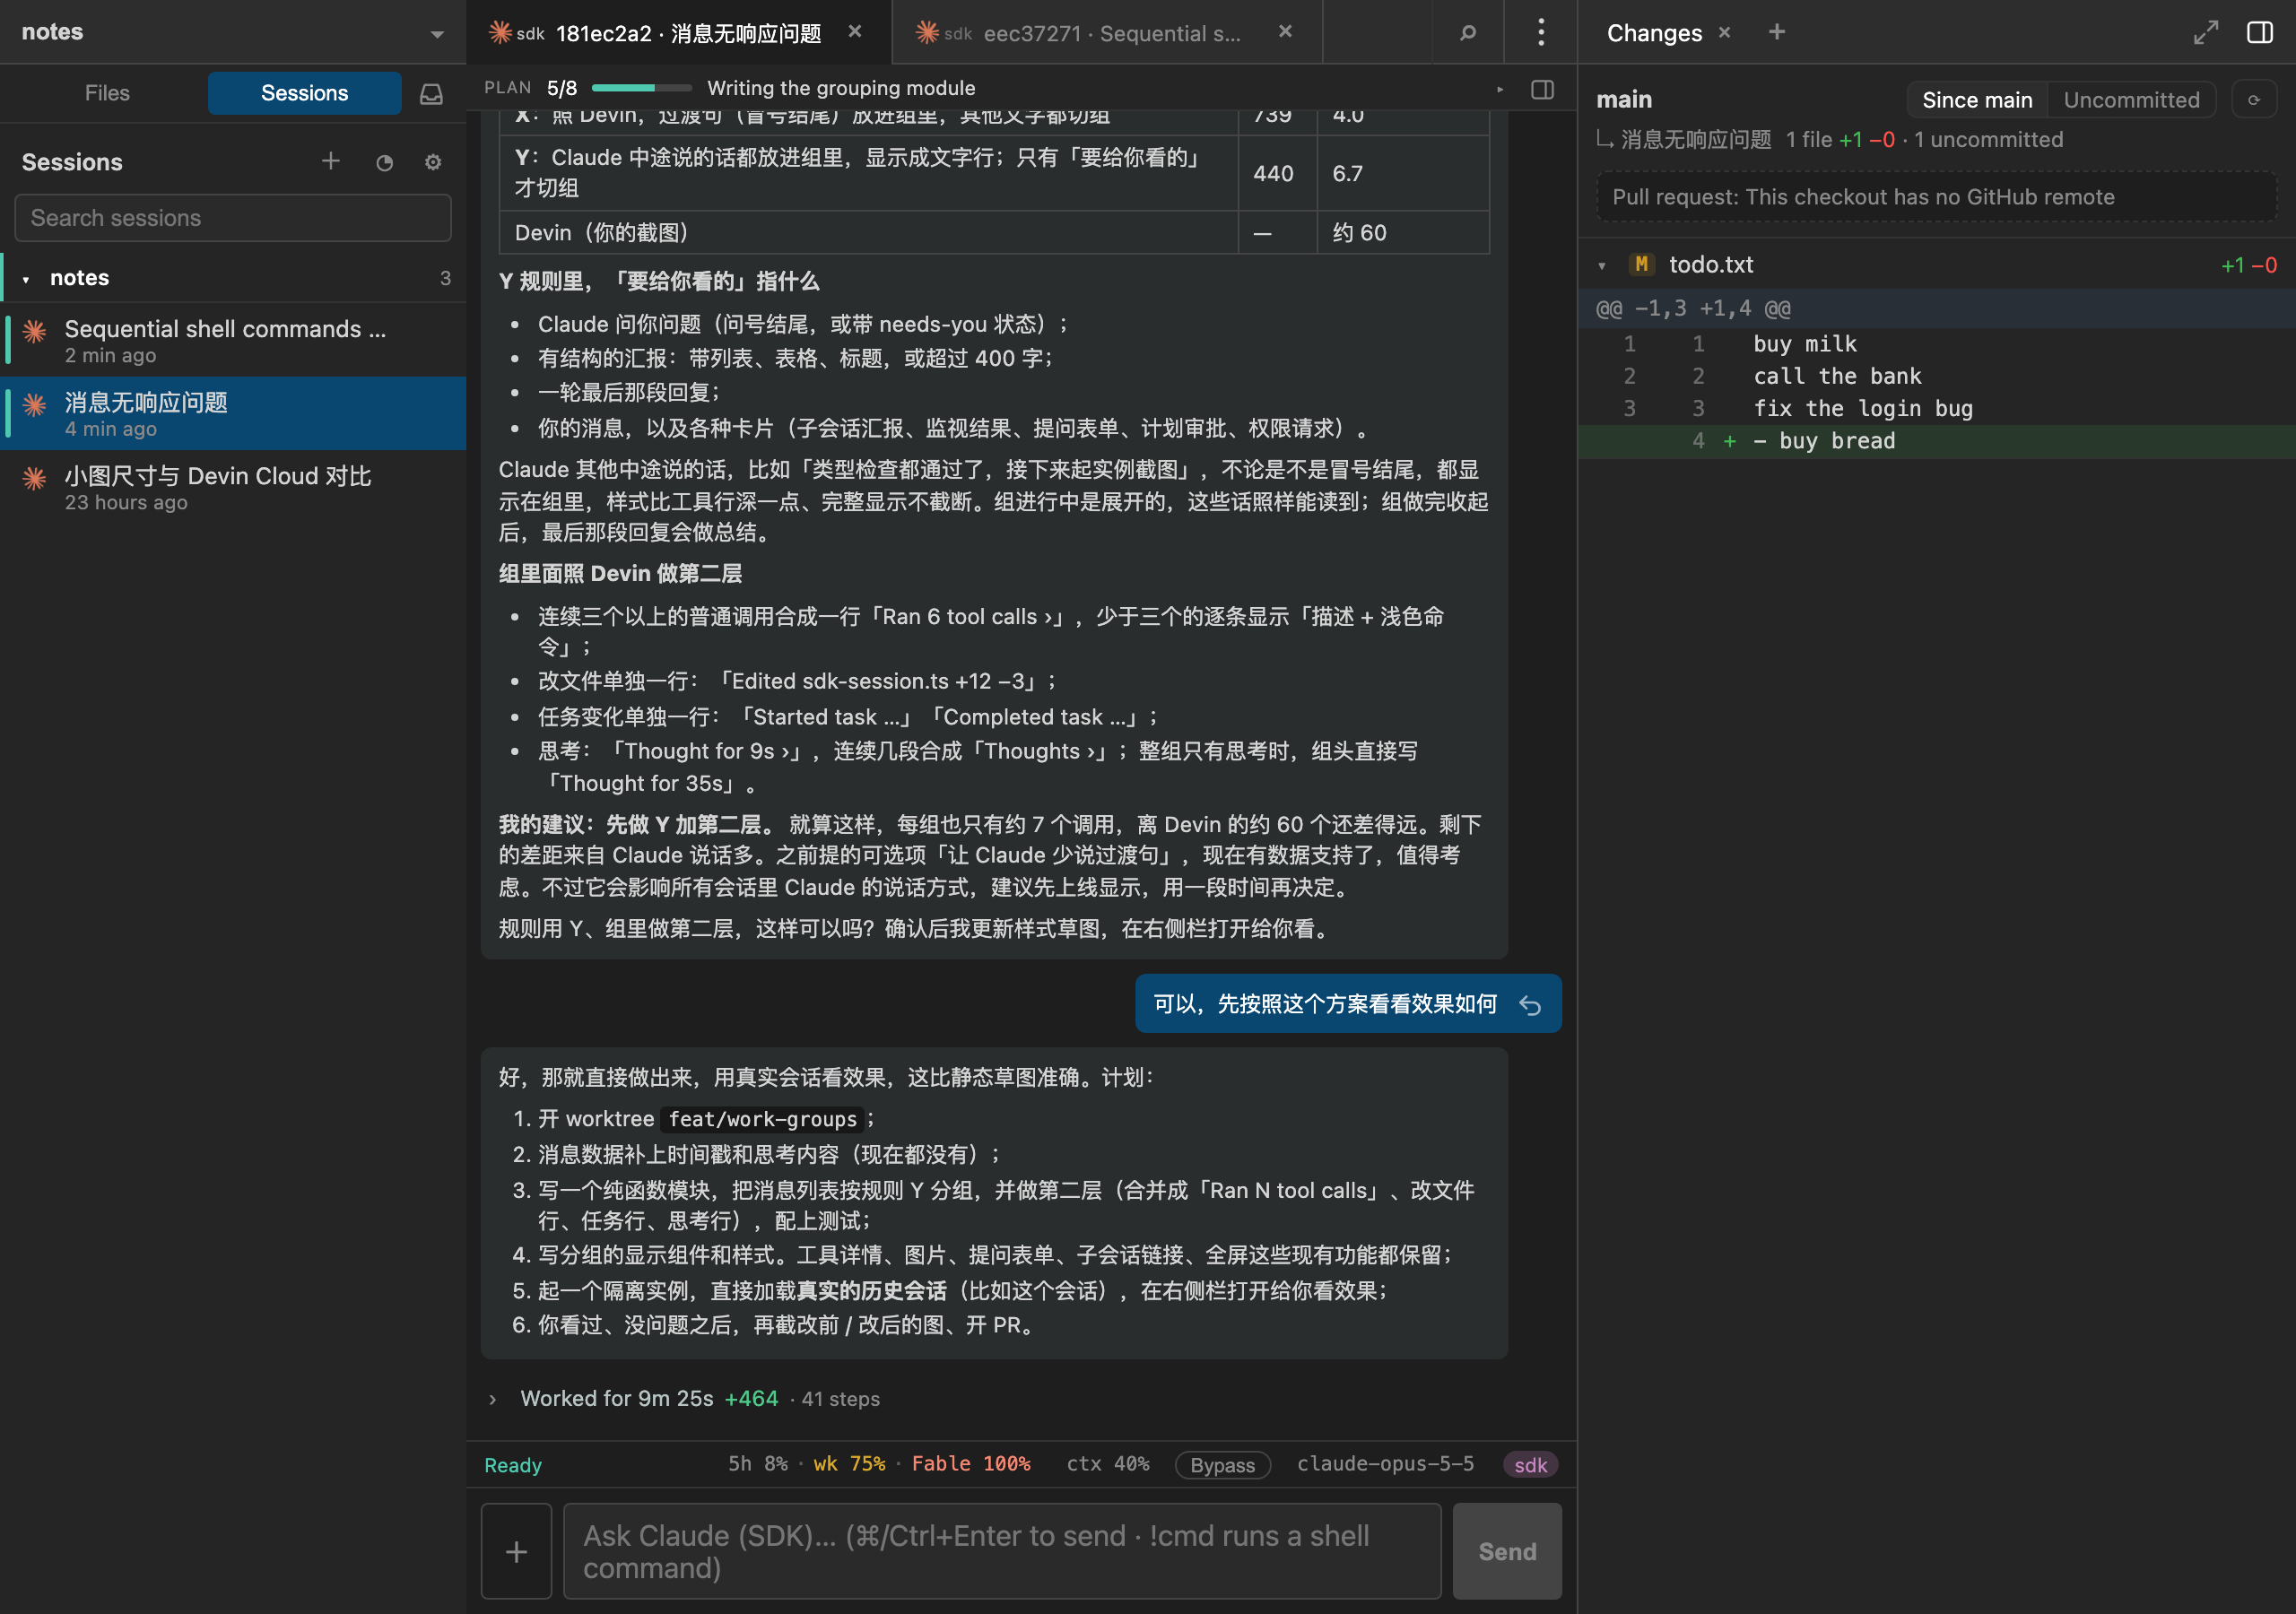 notes
Files
Sessions
Sessions
Search sessions
notes
3
Sequential shell commands ...
2 min ago
消息无响应问题
4 min ago
小图尺寸与 Devin Cloud 对比
23 hours ago
sdk 181ec2a2 · 消息无响应问题
sdk eec37271 · Sequential s...
PLAN 5/8 Writing the grouping module
X：照 Devin，过渡句（冒号结尾）放进组里，其他文字都切组
739
4.0
Y：Claude 中途说的话都放进组里，显示成文字行；只有「要给你看的」
才切组
440
6.7
Devin（你的截图）
—
约 60
Y 规则里，「要给你看的」指什么
• Claude 问你问题（问号结尾，或带 needs-you 状态）；
• 有结构的汇报：带列表、表格、标题，或超过 400 字；
• 一轮最后那段回复；
• 你的消息，以及各种卡片（子会话汇报、监视结果、提问表单、计划审批、权限请求）。
Claude 其他中途说的话，比如「类型检查都通过了，接下来起实例截图」，不论是不是冒号结尾，都显
示在组里，样式比工具行深一点、完整显示不截断。组进行中是展开的，这些话照样能读到；组做完收起
后，最后那段回复会做总结。
组里面照 Devin 做第二层
• 连续三个以上的普通调用合成一行「Ran 6 tool calls ›」，少于三个的逐条显示「描述 + 浅色命
令」；
• 改文件单独一行：「Edited sdk-session.ts +12 −3」；
• 任务变化单独一行：「Started task …」「Completed task …」；
• 思考：「Thought for 9s ›」，连续几段合成「Thoughts ›」；整组只有思考时，组头直接写
「Thought for 35s」。
我的建议：先做 Y 加第二层。 就算这样，每组也只有约 7 个调用，离 Devin 的约 60 个还差得远。剩下
的差距来自 Claude 说话多。之前提的可选项「让 Claude 少说过渡句」，现在有数据支持了，值得考
虑。不过它会影响所有会话里 Claude 的说话方式，建议先上线显示，用一段时间再决定。
规则用 Y、组里做第二层，这样可以吗？确认后我更新样式草图，在右侧栏打开给你看。
可以，先按照这个方案看看效果如何
好，那就直接做出来，用真实会话看效果，这比静态草图准确。计划：
1. 开 worktree feat/work-groups；
2. 消息数据补上时间戳和思考内容（现在都没有）；
3. 写一个纯函数模块，把消息列表按规则 Y 分组，并做第二层（合并成「Ran N tool calls」、改文件
行、任务行、思考行），配上测试；
4. 写分组的显示组件和样式。工具详情、图片、提问表单、子会话链接、全屏这些现有功能都保留；
5. 起一个隔离实例，直接加载真实的历史会话（比如这个会话），在右侧栏打开给你看效果；
6. 你看过、没问题之后，再截改前 / 改后的图、开 PR。
› Worked for 9m 25s +464 · 41 steps
Ready
5h 8% · wk 75% · Fable 100%
ctx 40%
Bypass
claude-opus-5-5
sdk
Ask Claude (SDK)... (⌘/Ctrl+Enter to send · !cmd runs a shell
command)
Send
Changes
main
Since main
Uncommitted
消息无响应问题 1 file +1 −0 · 1 uncommitted
Pull request: This checkout has no GitHub remote
M todo.txt
+1 −0
@@ −1,3 +1,4 @@
1 1 buy milk
2 2 call the bank
3 3 fix the login bug
4 + − buy bread